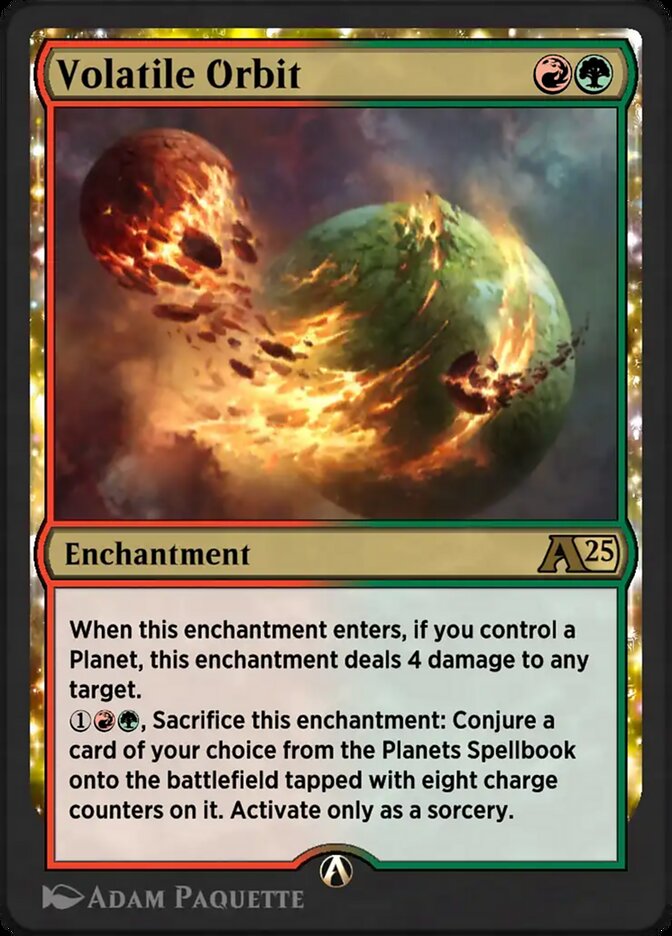 Volatile Orbit
Enchantment
A25
When this enchantment enters, if you control a
Planet, this enchantment deals 4 damage to any
target.
1, Sacrifice this enchantment: Conjure a
card of your choice from the Planets Spellbook
onto the battlefield tapped with eight charge
counters on it. Activate only as a sorcery.
Adam Paquette